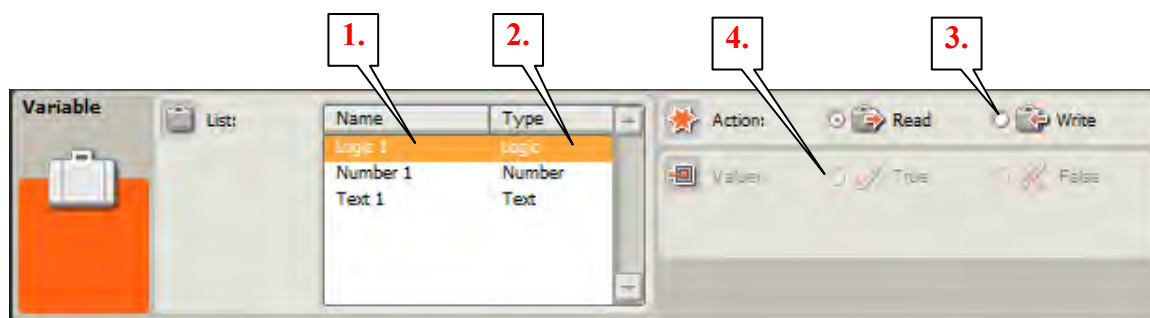 1. 2. 4. 3.
Variable
List:
Name Type
Logic 1 Logic
Number 1 Number
Text 1 Text
Action: Read Write
Value: True False